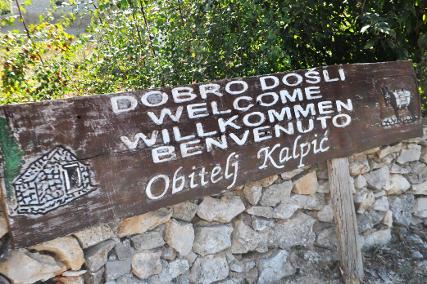 DOBRO DOŠLI
WELCOME
WILLKOMMEN
BENVENUTO
Obitelj Kalpić